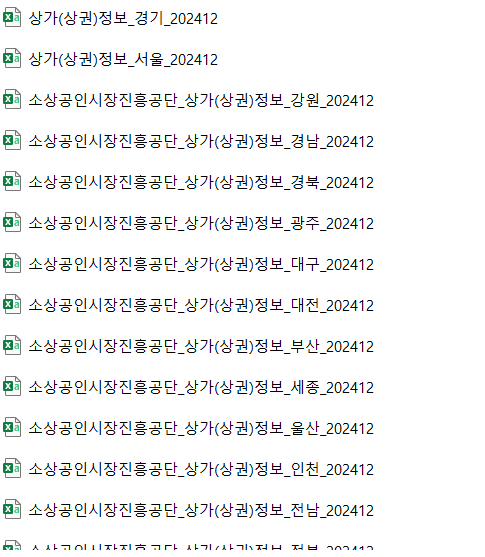 상가(상권)정보_경기_202412
상가(상권)정보_서울_202412
소상공인시장진흥공단_상가(상권)정보_강원_202412
소상공인시장진흥공단_상가(상권)정보_경남_202412
소상공인시장진흥공단_상가(상권)정보_경북_202412
소상공인시장진흥공단_상가(상권)정보_광주_202412
소상공인시장진흥공단_상가(상권)정보_대구_202412
소상공인시장진흥공단_상가(상권)정보_대전_202412
소상공인시장진흥공단_상가(상권)정보_부산_202412
소상공인시장진흥공단_상가(상권)정보_세종_202412
소상공인시장진흥공단_상가(상권)정보_울산_202412
소상공인시장진흥공단_상가(상권)정보_인천_202412
소상공인시장진흥공단_상가(상권)정보_전남_202412